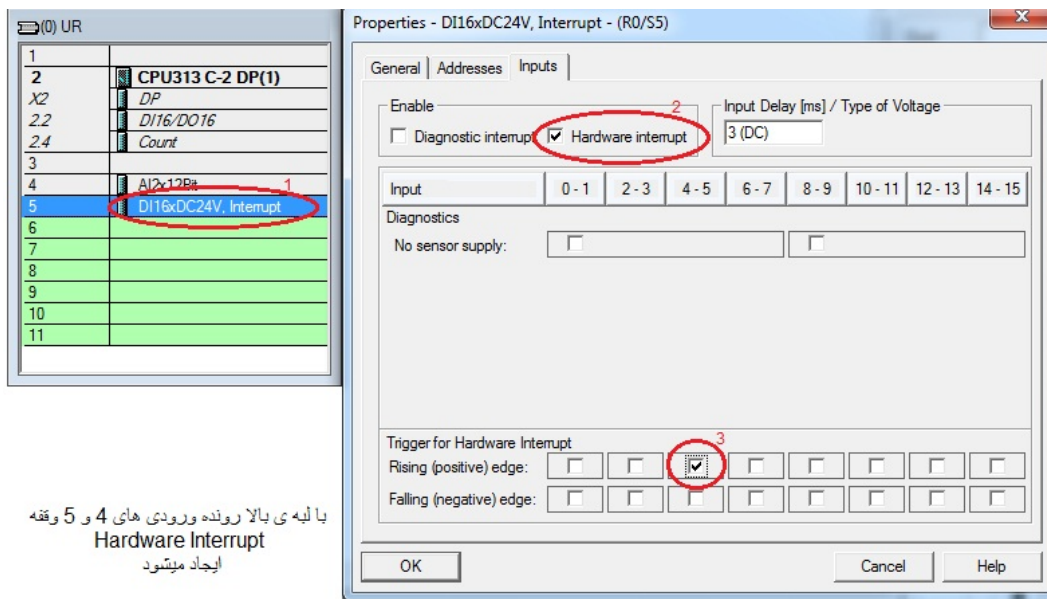 (0) UR
1
2 CPU313 C-2 DP(1)
X2 DP
2.2 DI16/DO16
2.4 Count
3
4 AI2x12Bit
1
5 DI16xDC24V, Interrupt
6
7
8
9
10
11
با لبه ی بالا رونده ورودی های 4 و 5 وقفه
Hardware Interrupt
ایجاد میشود
Properties - DI16xDC24V, Interrupt - (R0/S5)
General Addresses Inputs
Enable
2
Input Delay [ms] / Type of Voltage
Diagnostic interrupt Hardware interrupt
3 (DC)
Input 0 - 1 2 - 3 4 - 5 6 - 7 8 - 9 10 - 11 12 - 13 14 - 15
Diagnostics
No sensor supply:
Trigger for Hardware Interrupt
3
Rising (positive) edge:
Falling (negative) edge:
OK Cancel Help